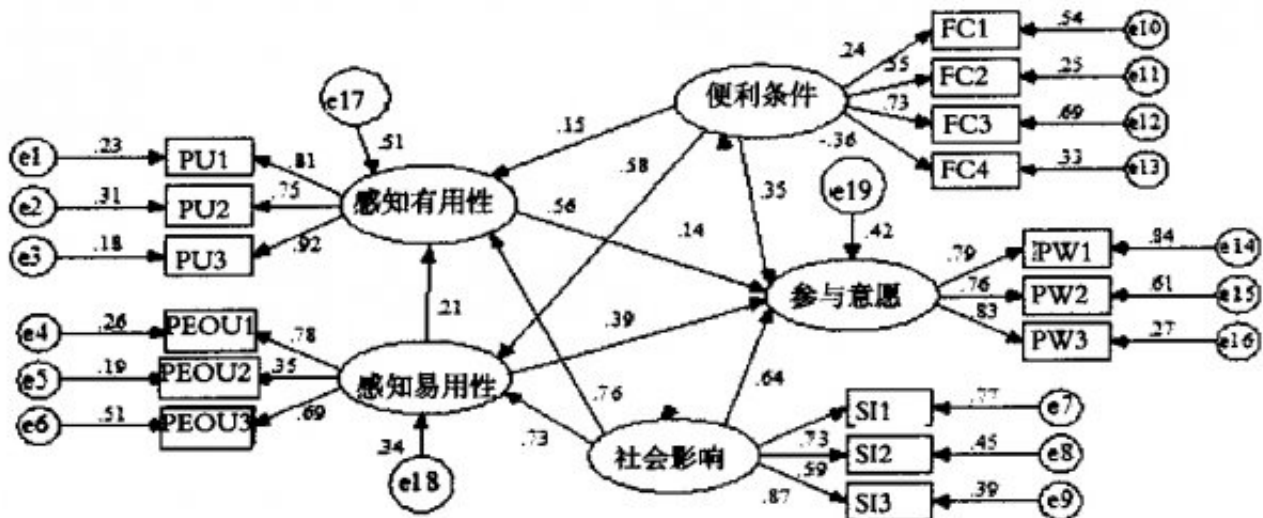 .54
FC1
e10
.24
.55
.25
FC2
e11
便利条件
e17
.73
.69
FC3
e12
.15
-.36
.51
.33
.23
.58
FC4
e13
e1
PU1
.81
.35
e19
.31
.75
e2
PU2
感知有用性
.56
.14
.42
.18
.92
.79
.84
e3
PU3
PW1
e14
参与意愿
.76
.61
PW2
e15
.26
.21
.39
.83
.27
e4
PEOU1
.78
PW3
e16
.19
.35
e5
PEOU2
感知易用性
.64
.51
.69
.76
.77
e6
PEOU3
SI1
e7
.34
.73
.73
.45
社会影响
SI2
e8
e18
.59
.87
.39
SI3
e9